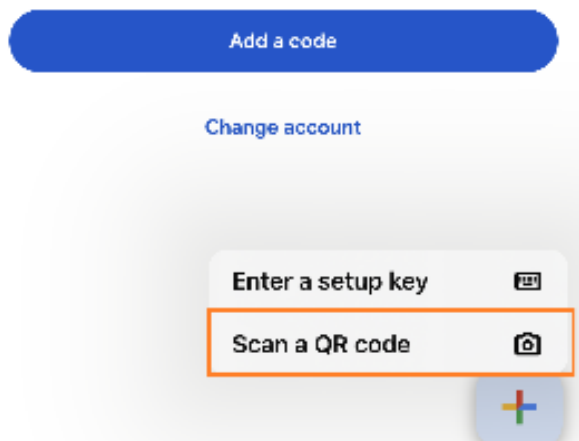 Add a code
Change account
Enter a setup key
Scan a QR code